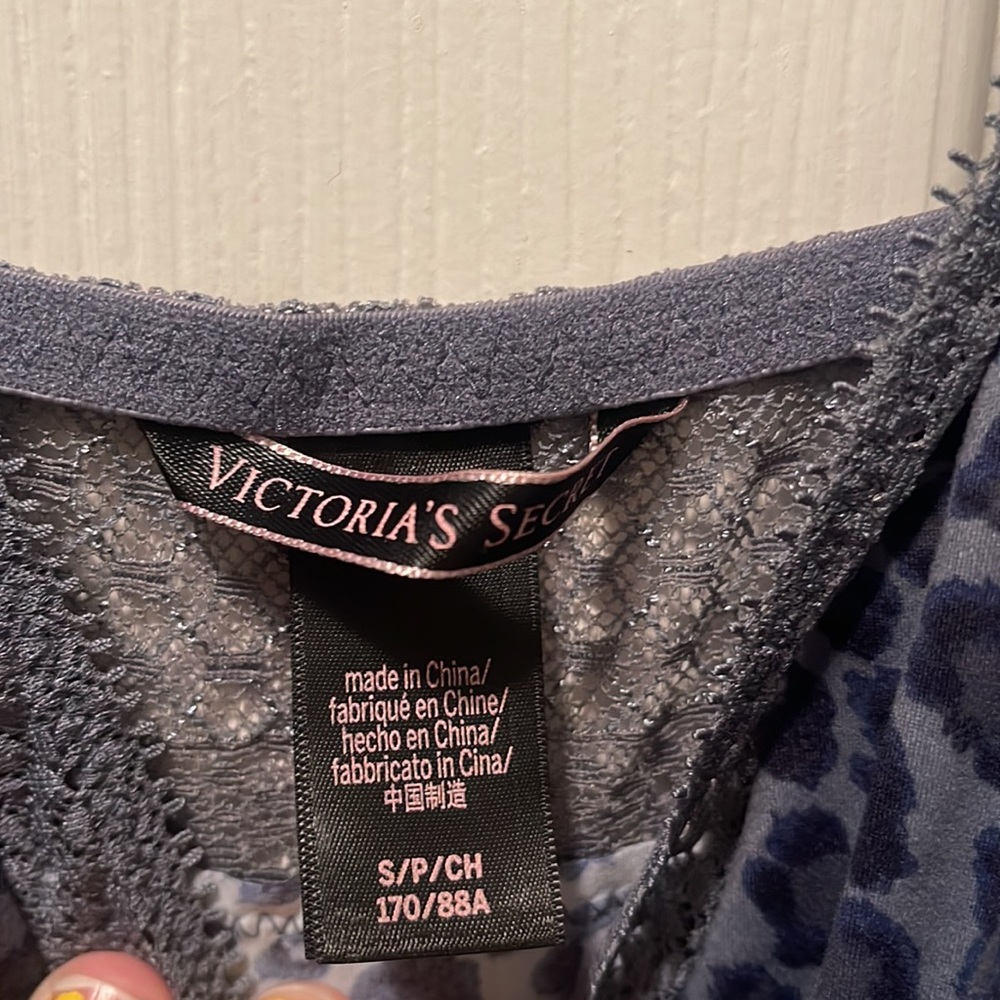 VICTORIA'S SECRET
made in China/
fabriqué en Chine/
hecho en China/
fabbricato in Cina/
中国制造
S/P/CH
170/88A